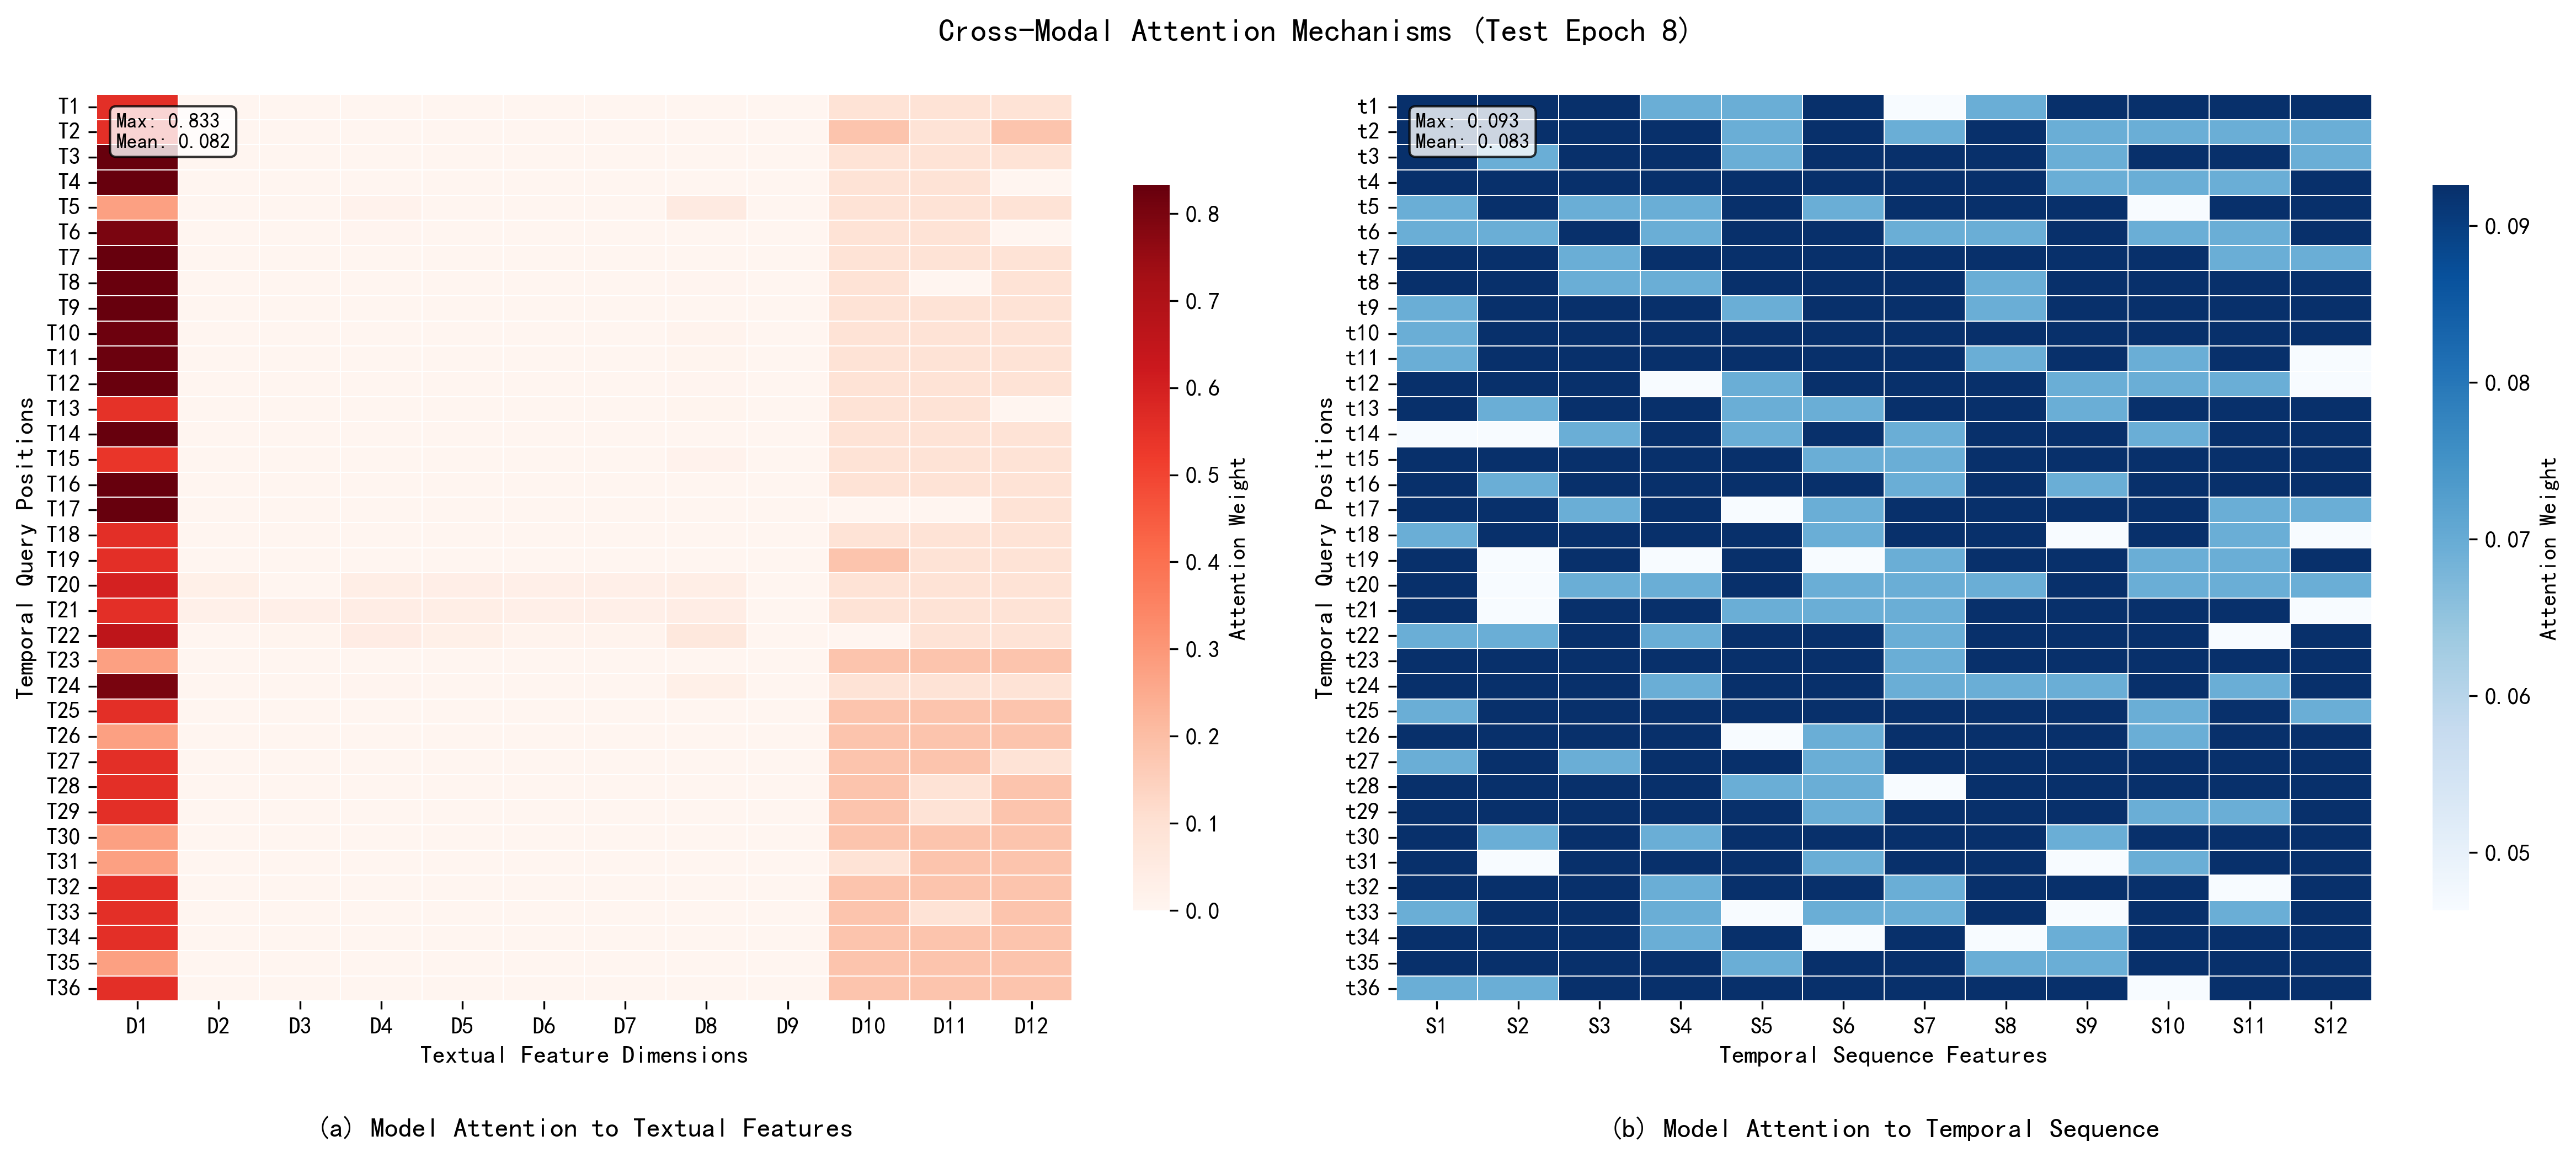 Cross-Modal Attention Mechanisms (Test Epoch 8)
Max: 0.833
Mean: 0.082
Temporal Query Positions
T1
T2
T3
T4
T5
T6
T7
T8
T9
T10
T11
T12
T13
T14
T15
T16
T17
T18
T19
T20
T21
T22
T23
T24
T25
T26
T27
T28
T29
T30
T31
T32
T33
T34
T35
T36
D1 D2 D3 D4 D5 D6 D7 D8 D9 D10 D11 D12
Textual Feature Dimensions
0.8
0.7
0.6
0.5
0.4
0.3
0.2
0.1
0.0
Attention Weight
(a) Model Attention to Textual Features
Max: 0.093
Mean: 0.083
Temporal Query Positions
t1
t2
t3
t4
t5
t6
t7
t8
t9
t10
t11
t12
t13
t14
t15
t16
t17
t18
t19
t20
t21
t22
t23
t24
t25
t26
t27
t28
t29
t30
t31
t32
t33
t34
t35
t36
S1 S2 S3 S4 S5 S6 S7 S8 S9 S10 S11 S12
Temporal Sequence Features
0.09
0.08
0.07
0.06
0.05
Attention Weight
(b) Model Attention to Temporal Sequence